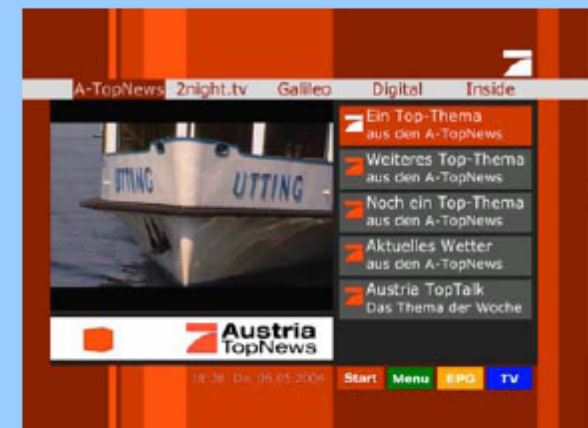 A-TopNews 2night.tv Galileo Digital Inside
Ein Top-Thema
aus den A-TopNews
Weiteres Top-Thema
aus den A-TopNews
Noch ein Top-Thema
aus den A-TopNews
Aktuelles Wetter
aus den A-TopNews
Austria TopTalk
Das Thema der Woche
UTTING UTTING
Austria
TopNews
18:36 Do 06.05.2004 Start Menu EPG TV